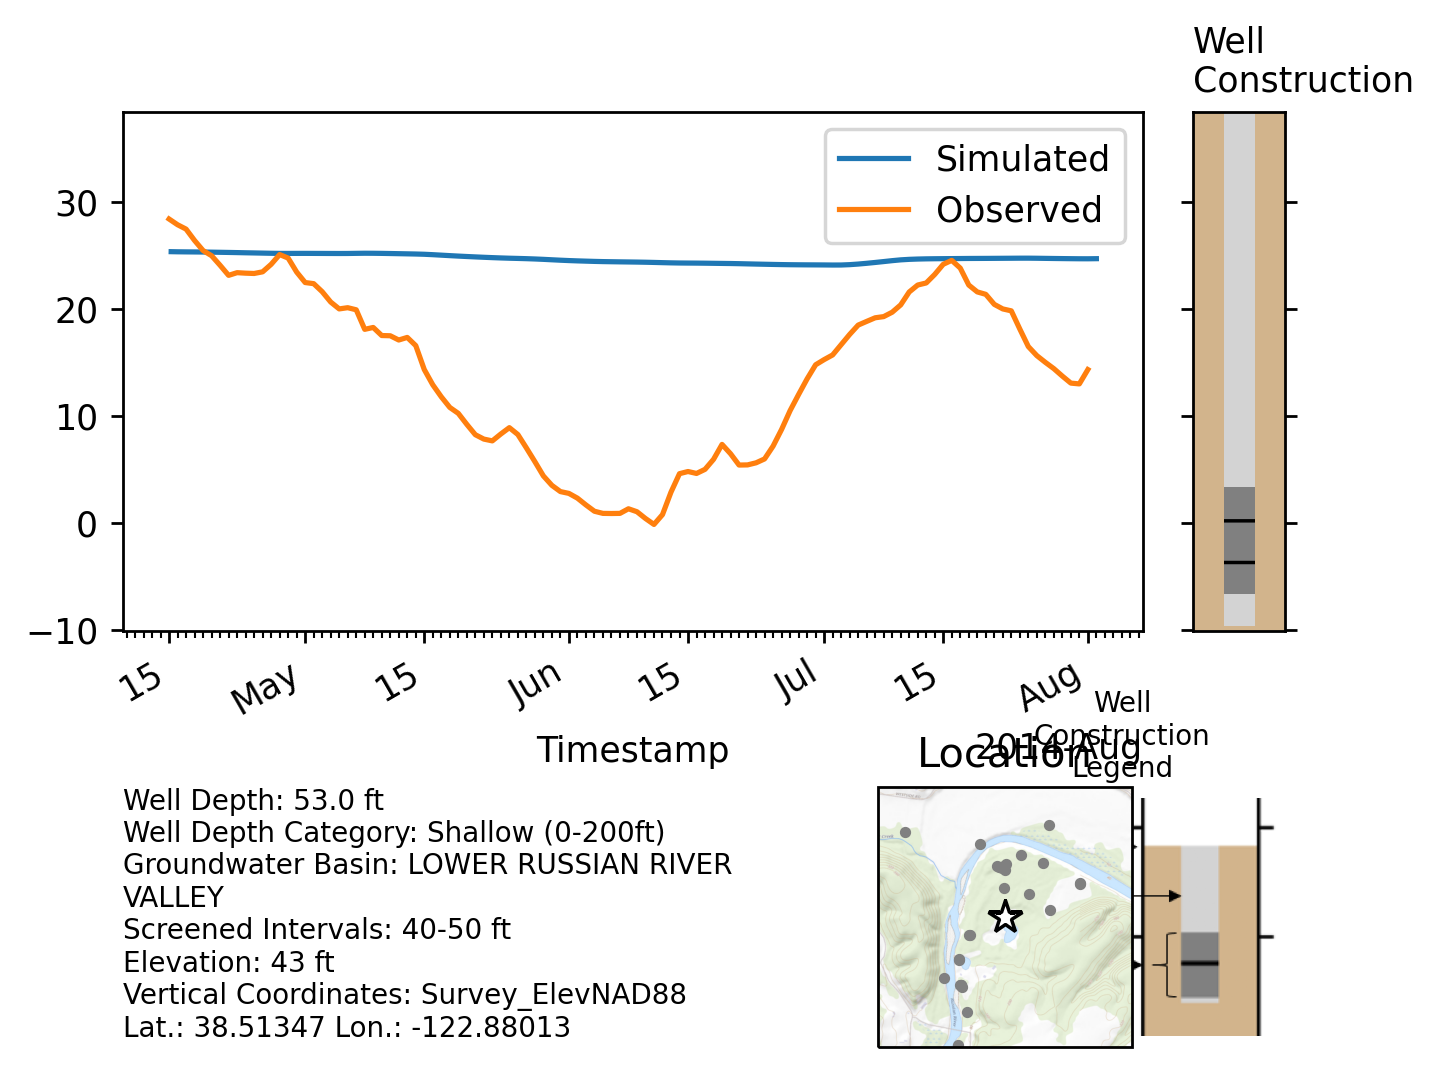 Well
Construction
Simulated
Observed
30
20
10
0
−10
15
May
15
Jun
15
Jul
15
Aug
Timestamp
2014-Aug
Location
Well
Construction
Legend
Well Depth: 53.0 ft
Well Depth Category: Shallow (0-200ft)
Groundwater Basin: LOWER RUSSIAN RIVER
VALLEY
Screened Intervals: 40-50 ft
Elevation: 43 ft
Vertical Coordinates: Survey_ElevNAD88
Lat.: 38.51347 Lon.: -122.88013